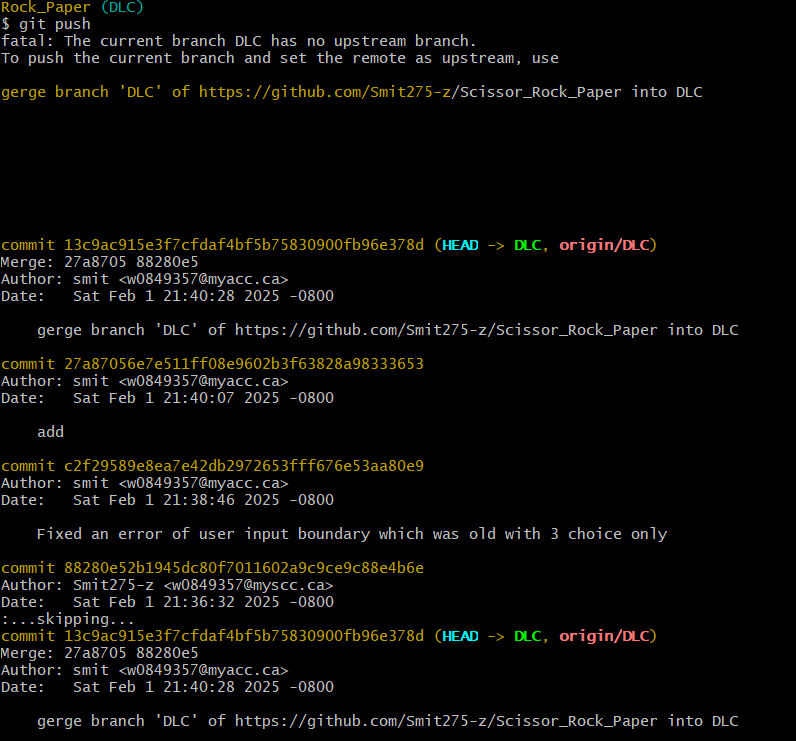 Rock_Paper (DLC)
$ git push
fatal: The current branch DLC has no upstream branch.
To push the current branch and set the remote as upstream, use
gerge branch 'DLC' of https://github.com/Smit275-z/Scissor_Rock_Paper into DLC
commit 13c9ac915e3f7cfdaf4bf5b75830900fb96e378d (HEAD -> DLC, origin/DLC)
Merge: 27a8705 88280e5
Author: smit <w0849357@myacc.ca>
Date:   Sat Feb 1 21:40:28 2025 -0800
    gerge branch 'DLC' of https://github.com/Smit275-z/Scissor_Rock_Paper into DLC
commit 27a87056e7e511ff08e9602b3f63828a98333653
Author: smit <w0849357@myacc.ca>
Date:   Sat Feb 1 21:40:07 2025 -0800
    add
commit c2f29589e8ea7e42db2972653fff676e53aa80e9
Author: smit <w0849357@myacc.ca>
Date:   Sat Feb 1 21:38:46 2025 -0800
    Fixed an error of user input boundary which was old with 3 choice only
commit 88280e52b1945dc80f7011602a9c9ce9c88e4b6e
Author: Smit275-z <w0849357@myscc.ca>
Date:   Sat Feb 1 21:36:32 2025 -0800
:...skipping...
commit 13c9ac915e3f7cfdaf4bf5b75830900fb96e378d (HEAD -> DLC, origin/DLC)
Merge: 27a8705 88280e5
Author: smit <w0849357@myacc.ca>
Date:   Sat Feb 1 21:40:28 2025 -0800
    gerge branch 'DLC' of https://github.com/Smit275-z/Scissor_Rock_Paper into DLC